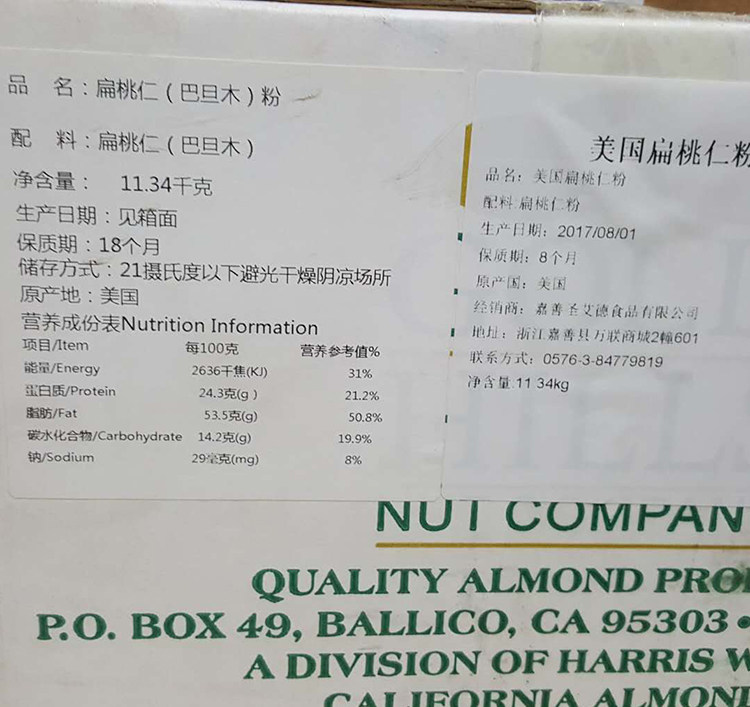 品 名：扁桃仁（巴旦木）粉
配 料：扁桃仁（巴旦木）
净含量： 11.34千克
生产日期：见箱面
保质期：18个月
储存方式：21摄氏度以下避光干燥阴凉场所
原产地：美国
营养成份表Nutrition Information
项目/Item 每100克 营养参考值%
能量/Energy 2636千焦(KJ) 31%
蛋白质/Protein 24.3克(g) 21.2%
脂肪/Fat 53.5克(g) 50.8%
碳水化合物/Carbohydrate 14.2克(g) 19.9%
钠/Sodium 29毫克(mg) 8%
美国扁桃仁粉
品名：美国扁桃仁粉
配料:扁桃仁粉
生产日期：2017/08/01
保质期：8个月
原产国：美国
经销商：嘉善圣艾德食品有限公司
地址：浙江嘉善县万联商城2幢601
联系方式：0576-3-84779819
净含量:11.34kg
NUT COMPAN
QUALITY ALMOND PRO
P.O. BOX 49, BALLICO, CA 95303 •
A DIVISION OF HARRIS W
CALIFORNIA ALMOND